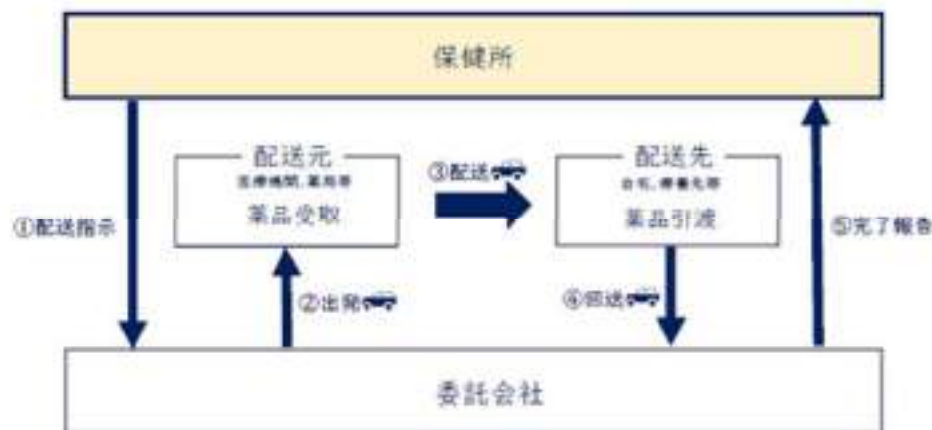 保健所
配送元
医療機関、薬局等
薬品受取
③配送
配送先
自宅、療養先等
薬品引渡
①配送指示
⑤完了報告
②出発
④回送
委託会社